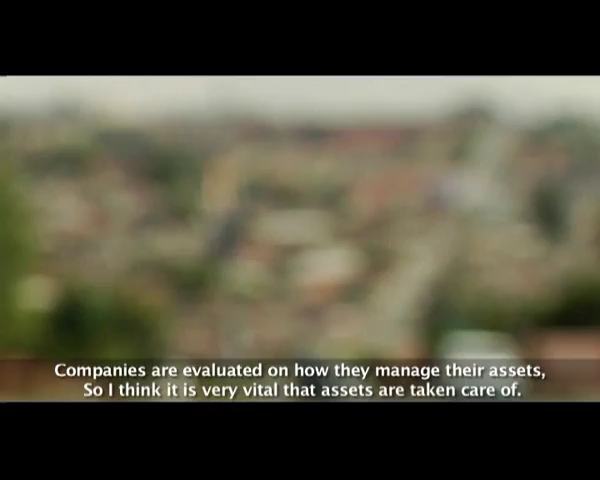 Companies are evaluated on how they manage their assets,
So I think it is very vital that assets are taken care of.